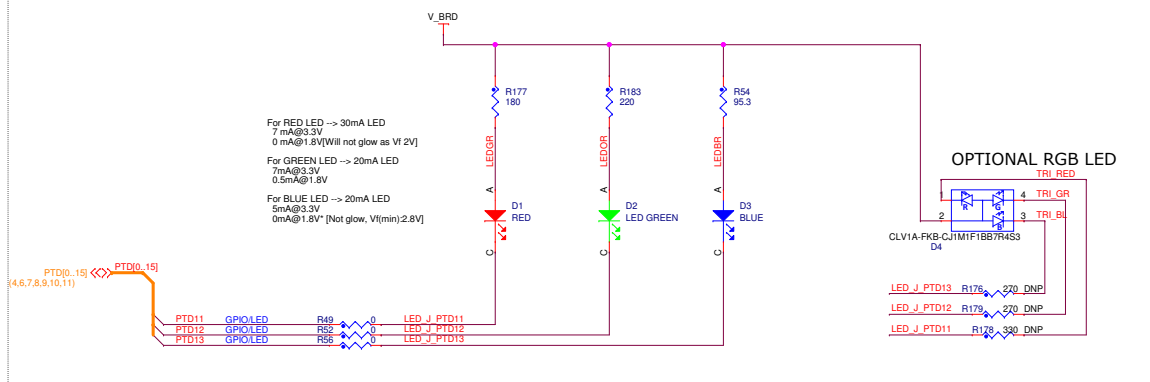 V_BRD
R177
180
R183
220
R54
95.3
For RED LED --> 30mA LED
7 mA@3.3V
0 mA@1.8V[Will not glow as Vf 2V]
For GREEN LED --> 20mA LED
7mA@3.3V
0.5mA@1.8V
For BLUE LED --> 20mA LED
5mA@3.3V
0mA@1.8V* [Not glow, Vf(min):2.8V]
LEDGR
LEDOR
LEDBR
A
A
A
D1
RED
D2
LED GREEN
D3
BLUE
C
C
C
OPTIONAL RGB LED
TRI_RED
1
4
TRI_GR
2
3
TRI_BL
R
G
B
CLV1A-FKB-CJ1M1F1BB7R4S3
D4
PTD[0..15]
PTD[0..15]
(4,6,7,8,9,10,11)
LED_J_PTD13 R176 270 DNP
LED_J_PTD12 R179 270 DNP
LED_J_PTD11 R178 330 DNP
PTD11 GPIO/LED R49 0 LED_J_PTD11
PTD12 GPIO/LED R52 0 LED_J_PTD12
PTD13 GPIO/LED R56 0 LED_J_PTD13